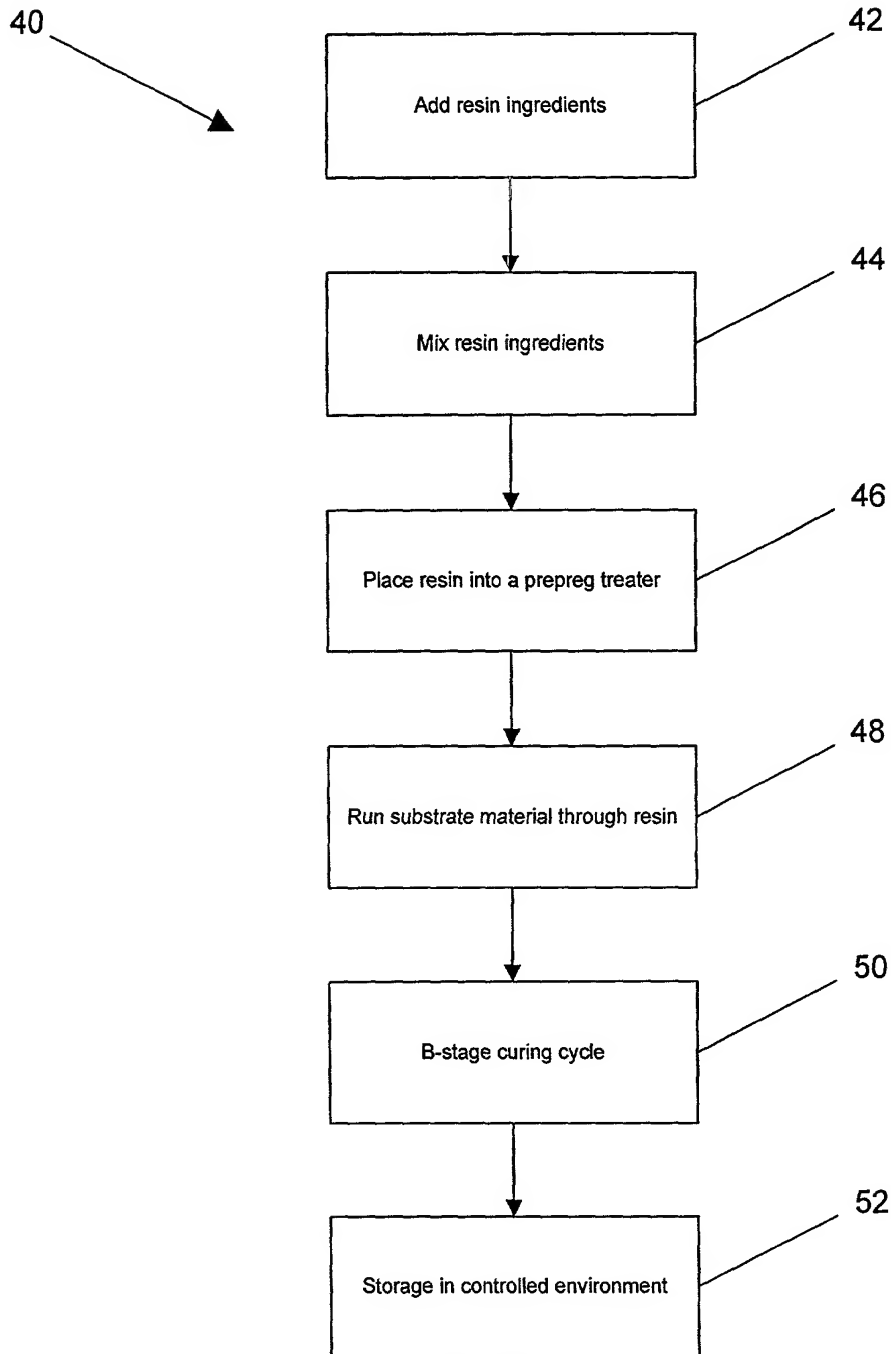 40
42
Add resin ingredients
44
Mix resin ingredients
46
Place resin into a prepreg treater
48
Run substrate material through resin
50
B-stage curing cycle
52
Storage in controlled environment